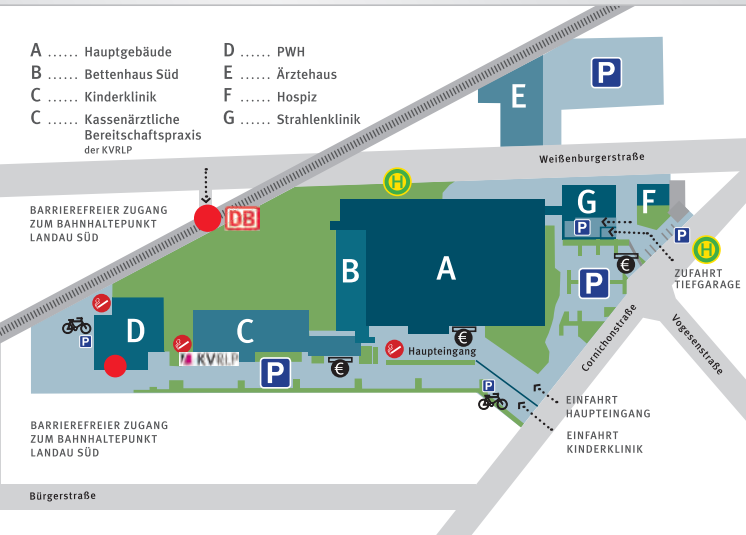 A ...... Hauptgebäude
B ...... Bettenhaus Süd
C ...... Kinderklinik
C ...... Kassenärztliche
Bereitschaftspraxis
der KVRLP
D ...... PWH
E ...... Ärztehaus
F ...... Hospiz
G ...... Strahlenklinik
P
E
Weißenburgerstraße
H
BARRIEREFREIER ZUGANG
ZUM BAHNHALTEPUNKT
LANDAU SÜD
DB
G
F
P
P
H
€
ZUFAHRT
TIEFGARAGE
B
A
P
D
C
P
€
Haupteingang
KVRLP
P
€
Cornichonstraße
Vogesenstraße
P
EINFAHRT
HAUPTEINGANG
EINFAHRT
KINDERKLINIK
BARRIEREFREIER ZUGANG
ZUM BAHNHALTEPUNKT
LANDAU SÜD
Bürgerstraße